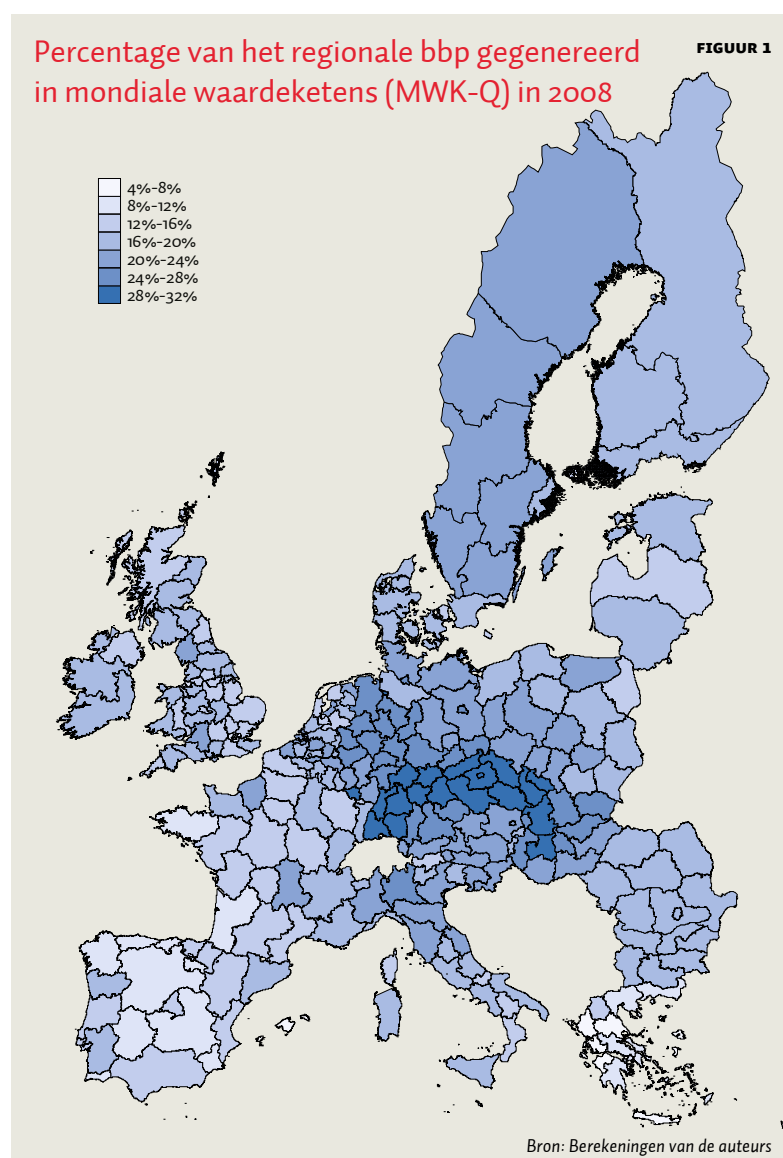 Percentage van het regionale bbp gegenereerd
in mondiale waardeketens (MWK-Q) in 2008
FIGUUR 1
4%-8%
8%-12%
12%-16%
16%-20%
20%-24%
24%-28%
28%-32%
Bron: Berekeningen van de auteurs